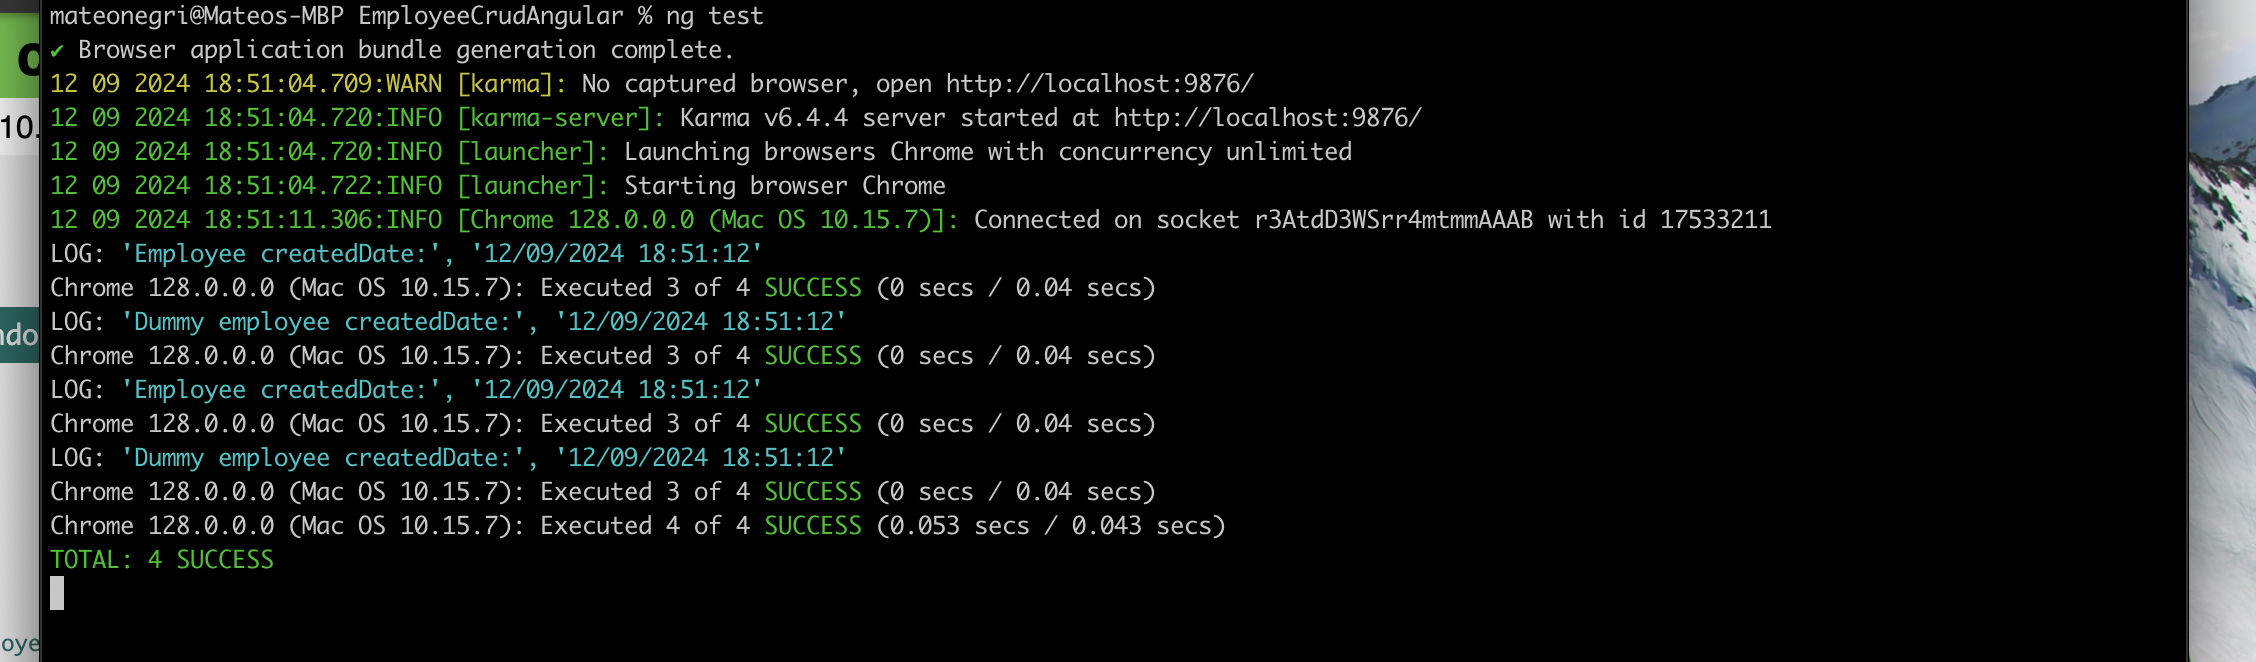 mateonegri@Mateos-MBP EmployeeCrudAngular % ng test
✔ Browser application bundle generation complete.
12 09 2024 18:51:04.709:WARN [karma]: No captured browser, open http://localhost:9876/
12 09 2024 18:51:04.720:INFO [karma-server]: Karma v6.4.4 server started at http://localhost:9876/
12 09 2024 18:51:04.720:INFO [launcher]: Launching browsers Chrome with concurrency unlimited
12 09 2024 18:51:04.722:INFO [launcher]: Starting browser Chrome
12 09 2024 18:51:11.306:INFO [Chrome 128.0.0.0 (Mac OS 10.15.7)]: Connected on socket r3AtdD3WSrr4mtmmAAAB with id 17533211
LOG: 'Employee createdDate:', '12/09/2024 18:51:12'
Chrome 128.0.0.0 (Mac OS 10.15.7): Executed 3 of 4 SUCCESS (0 secs / 0.04 secs)
LOG: 'Dummy employee createdDate:', '12/09/2024 18:51:12'
Chrome 128.0.0.0 (Mac OS 10.15.7): Executed 3 of 4 SUCCESS (0 secs / 0.04 secs)
LOG: 'Employee createdDate:', '12/09/2024 18:51:12'
Chrome 128.0.0.0 (Mac OS 10.15.7): Executed 3 of 4 SUCCESS (0 secs / 0.04 secs)
LOG: 'Dummy employee createdDate:', '12/09/2024 18:51:12'
Chrome 128.0.0.0 (Mac OS 10.15.7): Executed 3 of 4 SUCCESS (0 secs / 0.04 secs)
Chrome 128.0.0.0 (Mac OS 10.15.7): Executed 4 of 4 SUCCESS (0.053 secs / 0.043 secs)
TOTAL: 4 SUCCESS
10.
ndo
oye